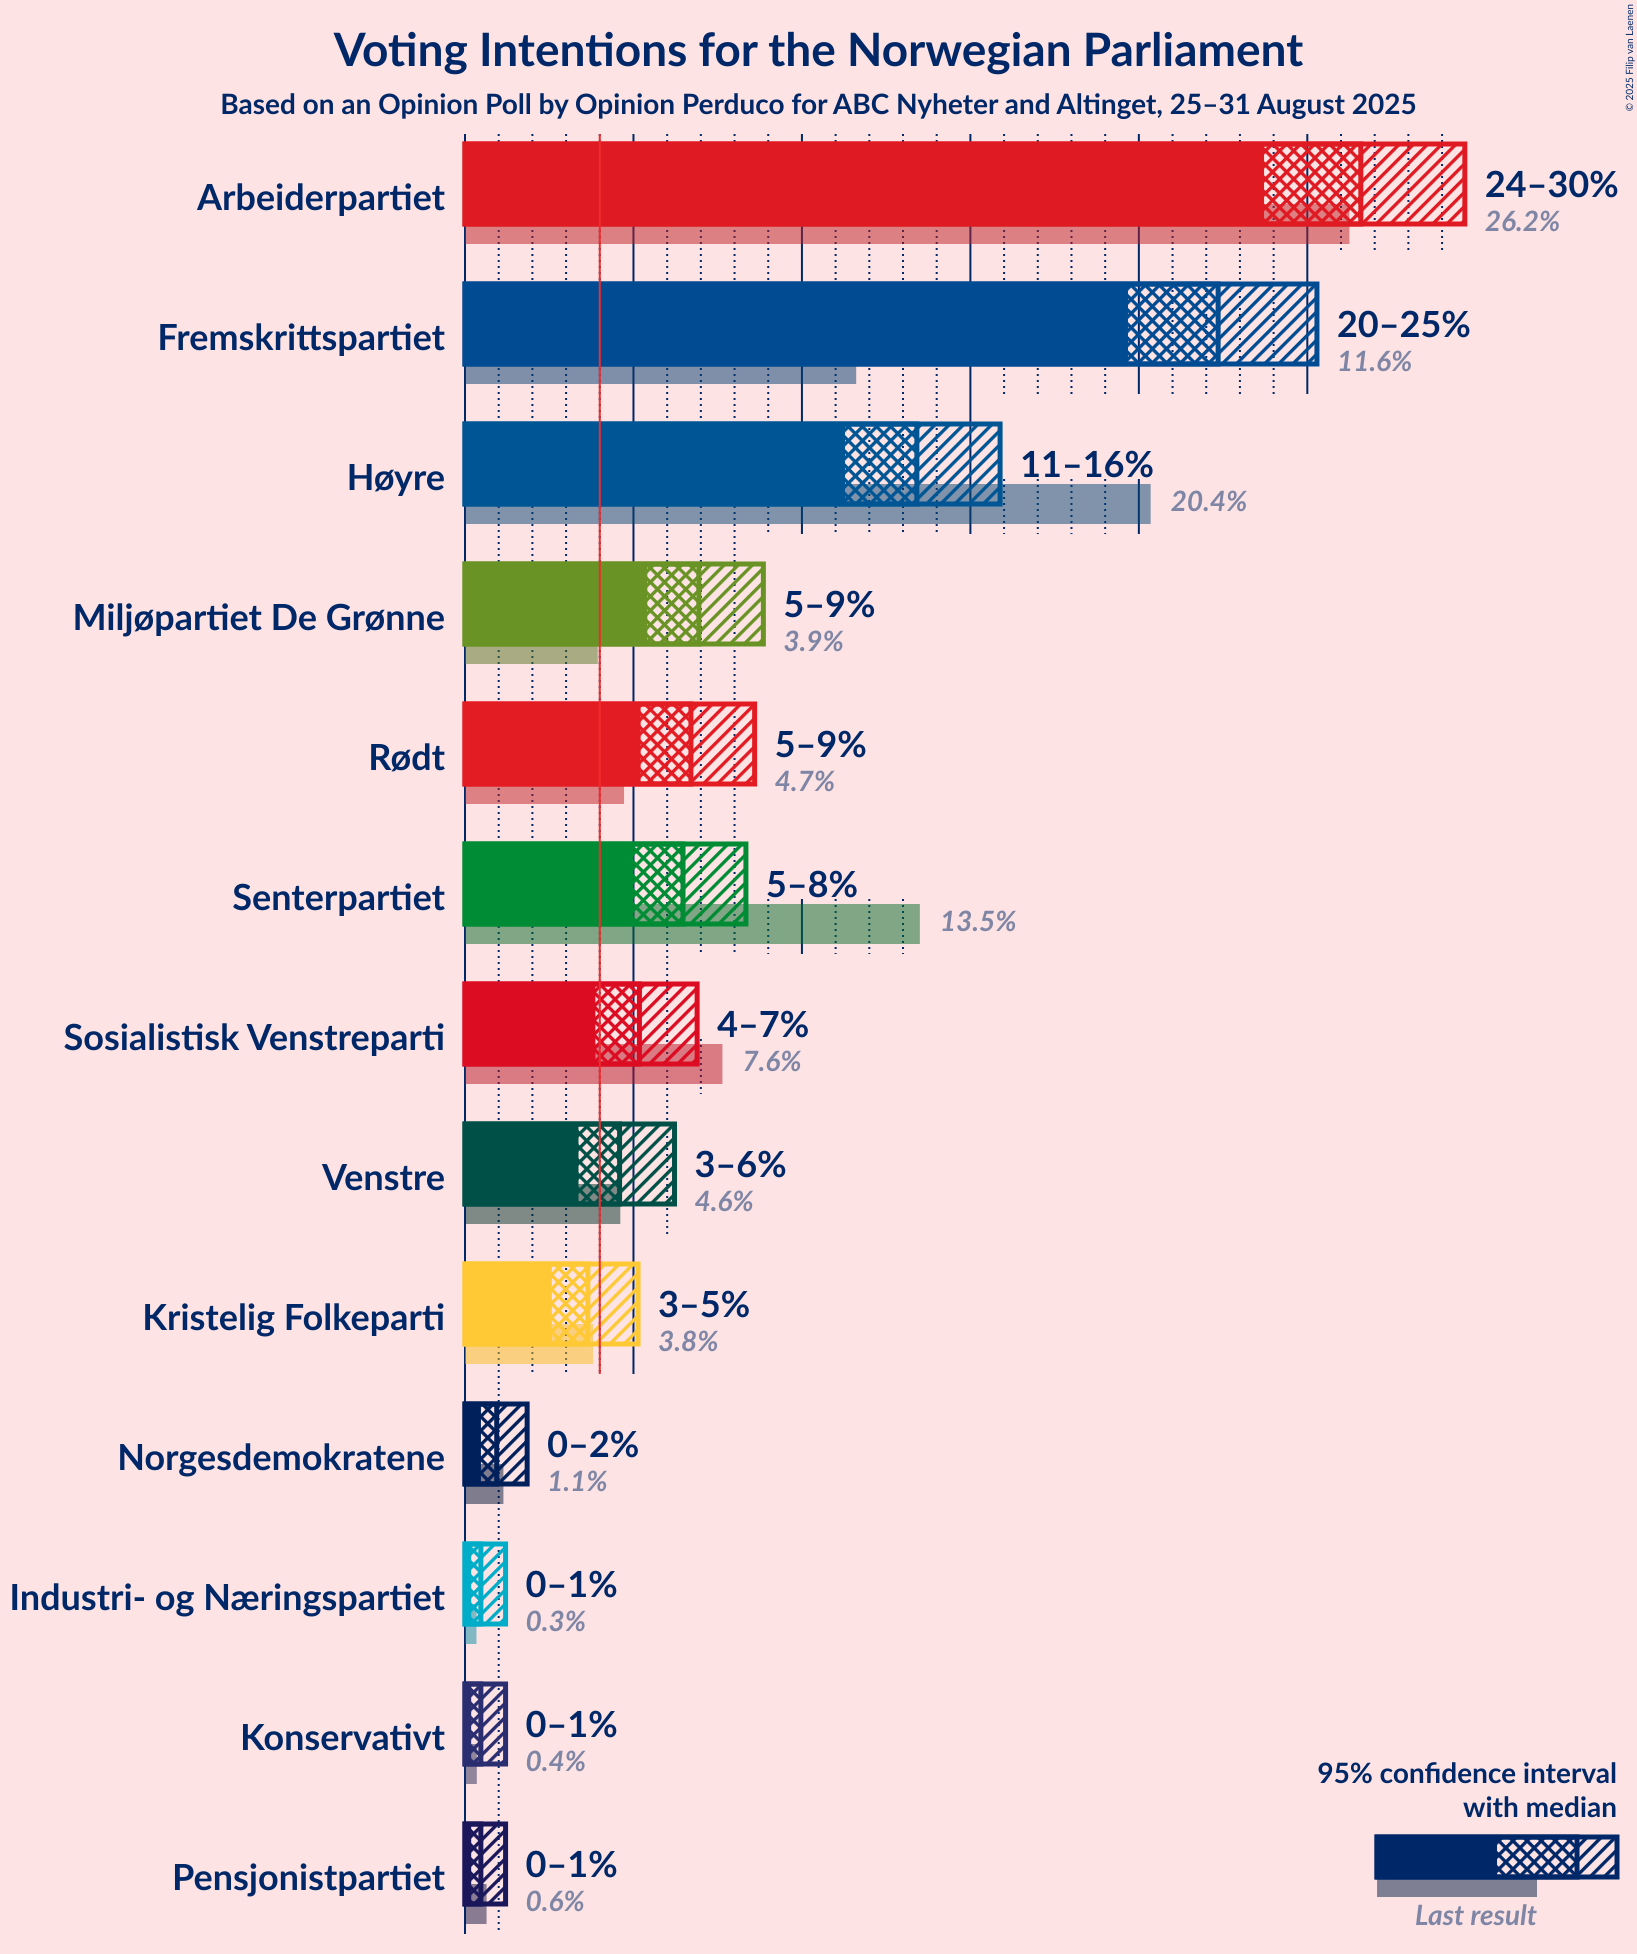 © 2025 Filip van Laenen
Voting Intentions for the Norwegian Parliament
Based on an Opinion Poll by Opinion Perduco for ABC Nyheter and Altinget, 25–31 August 2025
Arbeiderpartiet
24–30%
26.2%
Fremskrittspartiet
20–25%
11.6%
Høyre
11–16%
20.4%
Miljøpartiet De Grønne
5–9%
3.9%
Rødt
5–9%
4.7%
Senterpartiet
5–8%
13.5%
Sosialistisk Venstreparti
4–7%
7.6%
Venstre
3–6%
4.6%
Kristelig Folkeparti
3–5%
3.8%
Norgesdemokratene
0–2%
1.1%
Industri- og Næringspartiet
0–1%
0.3%
Konservativt
0–1%
0.4%
Pensjonistpartiet
0–1%
0.6%
95% confidence interval
with median
Last result